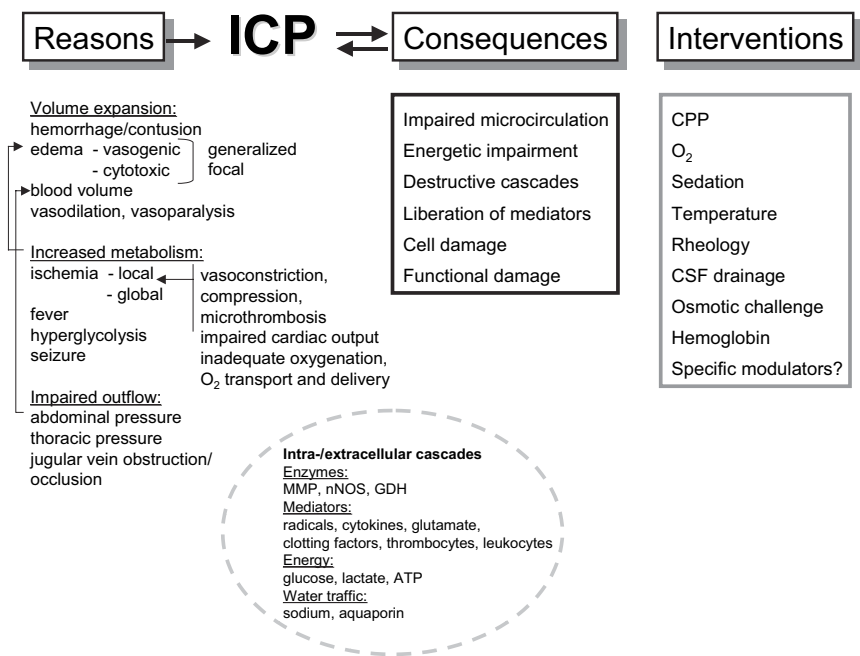 Reasons
ICP
Consequences
Interventions
Volume expansion:
hemorrhage/contusion
edema - vasogenic
- cytotoxic
generalized
focal
blood volume
vasodilation, vasoparalysis
Increased metabolism:
ischemia - local
- global
fever
hyperglycolysis
seizure
vasoconstriction,
compression,
microthrombosis
impaired cardiac output
inadequate oxygenation,
O₂ transport and delivery
Impaired outflow:
abdominal pressure
thoracic pressure
jugular vein obstruction/
occlusion
Impaired microcirculation
Energetic impairment
Destructive cascades
Liberation of mediators
Cell damage
Functional damage
CPP
O₂
Sedation
Temperature
Rheology
CSF drainage
Osmotic challenge
Hemoglobin
Specific modulators?
Intra-/extracellular cascades
Enzymes:
MMP, nNOS, GDH
Mediators:
radicals, cytokines, glutamate,
clotting factors, thrombocytes, leukocytes
Energy:
glucose, lactate, ATP
Water traffic:
sodium, aquaporin